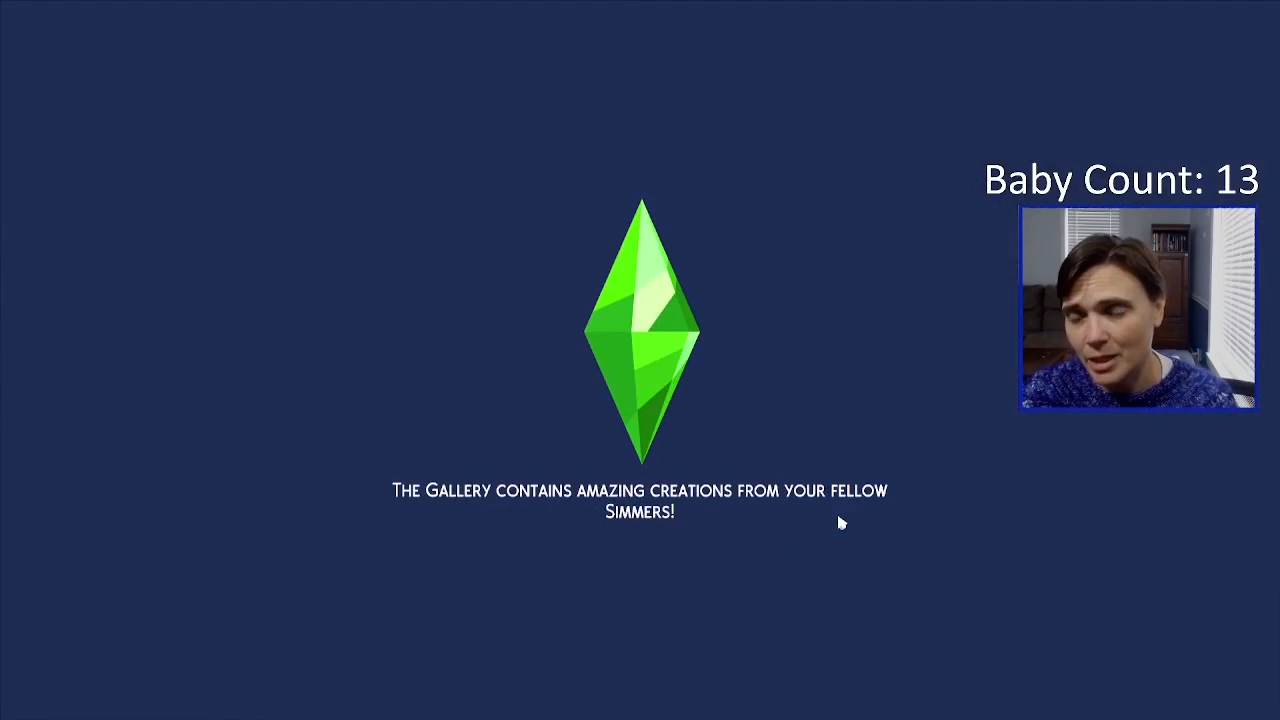 Baby Count: 13
The Gallery contains amazing creations from your fellow
Simmers!